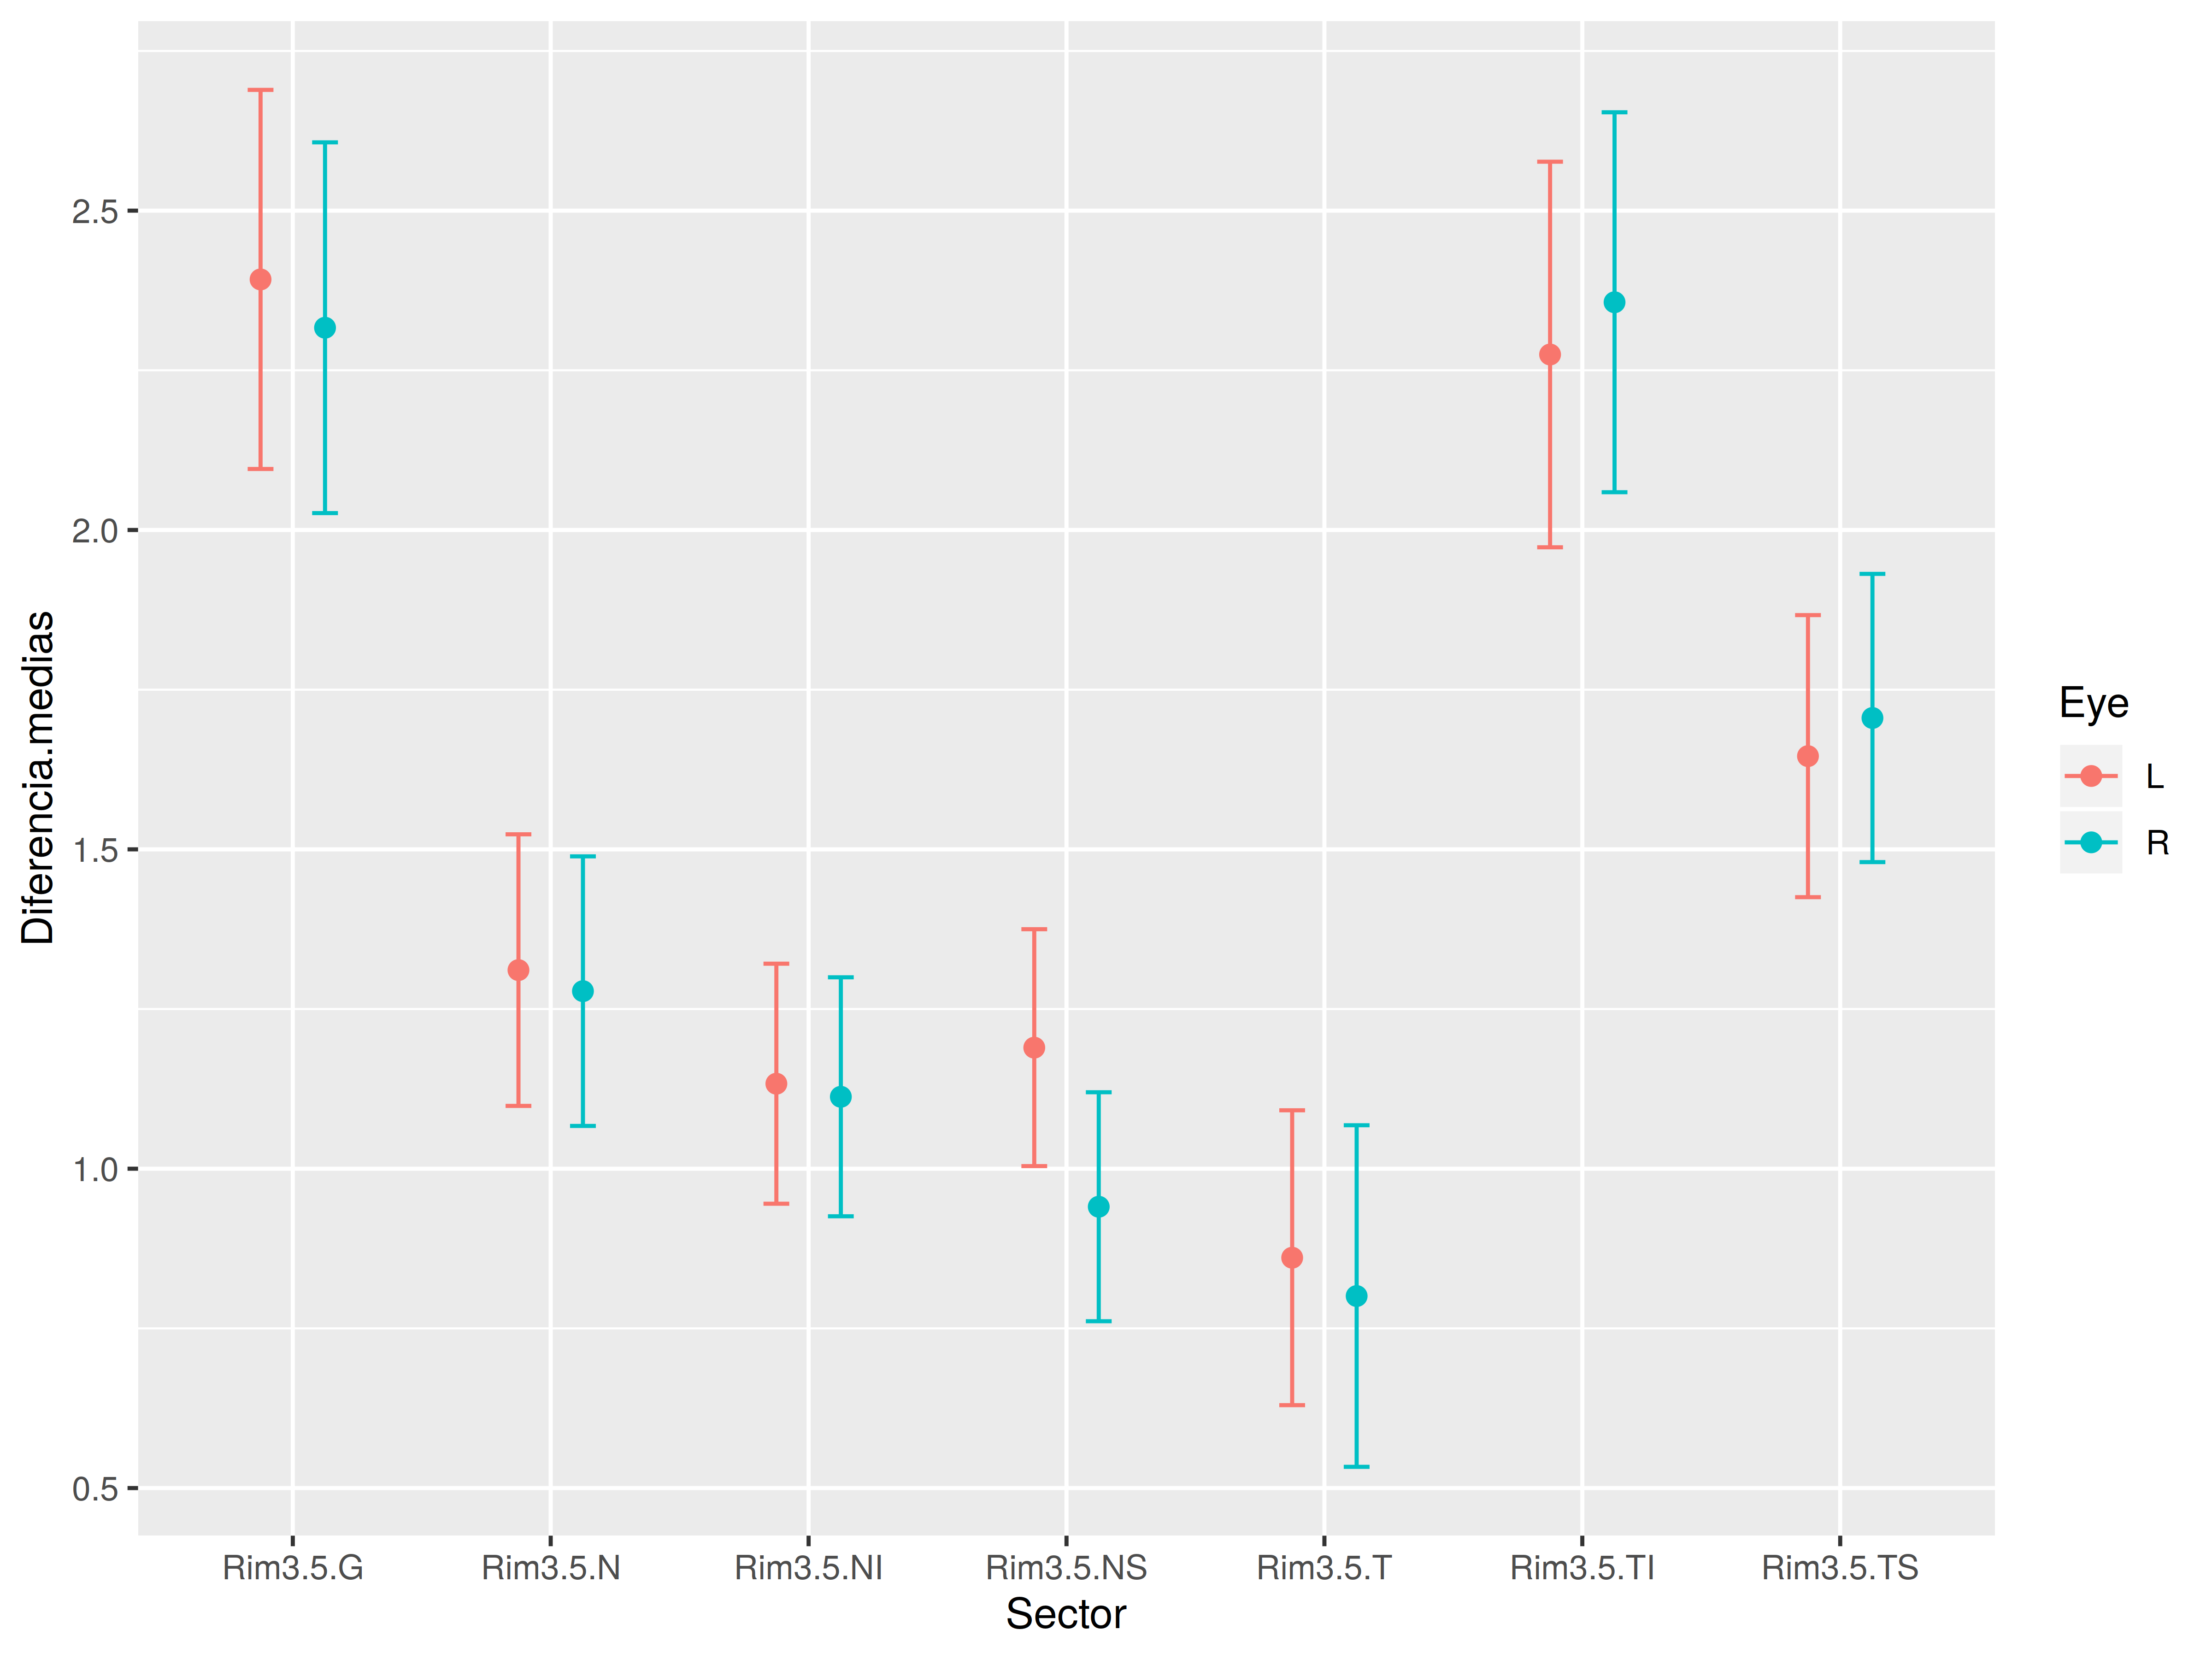 Diferencia.medias
2.5
2.0
1.5
1.0
0.5
Rim3.5.G
Rim3.5.N
Rim3.5.NI
Rim3.5.NS
Rim3.5.T
Rim3.5.TI
Rim3.5.TS
Sector
Eye
L
R